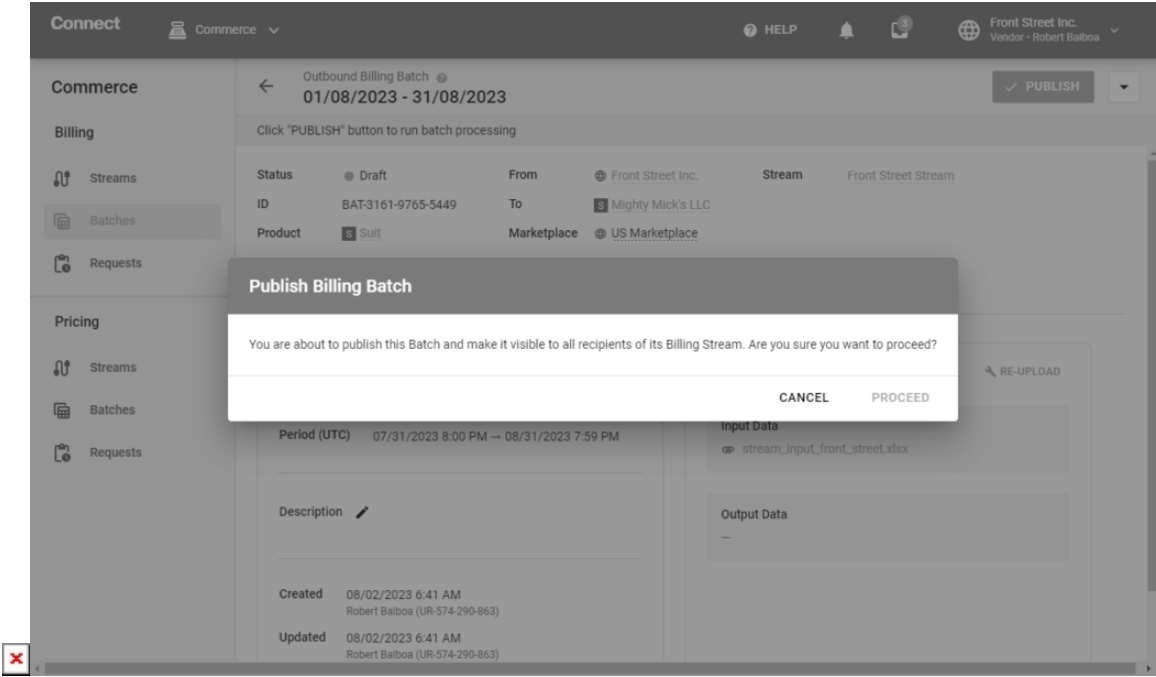 Connect
Commerce
HELP
3
Front Street Inc.
Vendor • Robert Balboa
Commerce
Billing
Streams
Batches
Requests
Pricing
Streams
Batches
Requests
Outbound Billing Batch
01/08/2023 - 31/08/2023
PUBLISH
Click "PUBLISH" button to run batch processing
Status Draft From Front Street Inc. Stream Front Street Stream
ID BAT-3161-9765-5449 To S Mighty Mick's LLC
Product S Suit Marketplace US Marketplace
Publish Billing Batch
You are about to publish this Batch and make it visible to all recipients of its Billing Stream. Are you sure you want to proceed?
CANCEL PROCEED
RE-UPLOAD
Period (UTC) 07/31/2023 8:00 PM → 08/31/2023 7:59 PM
Input Data
stream_input_front_street.xlsx
Description
Output Data
—
Created 08/02/2023 6:41 AM
Robert Balboa (UR-574-290-863)
Updated 08/02/2023 6:41 AM
Robert Balboa (UR-574-290-863)